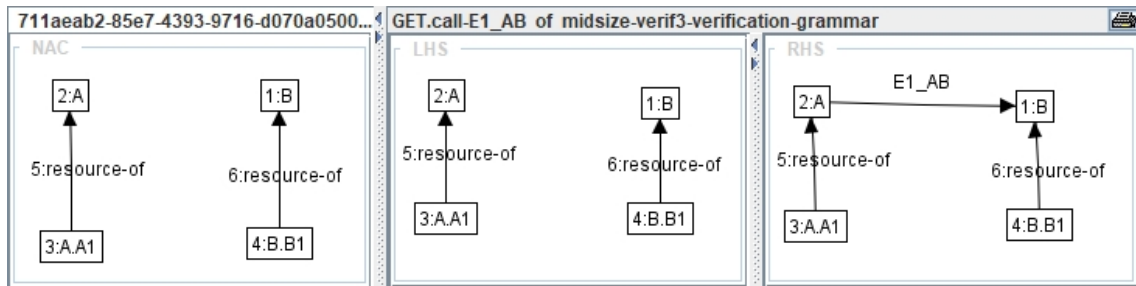 711aeab2-85e7-4393-9716-d070a0500...
GET.call-E1_AB of midsize-verif3-verification-grammar
NAC
2:A
1:B
5:resource-of
6:resource-of
3:A.A1
4:B.B1
LHS
2:A
1:B
5:resource-of
6:resource-of
3:A.A1
4:B.B1
RHS
E1_AB
2:A
1:B
5:resource-of
6:resource-of
3:A.A1
4:B.B1